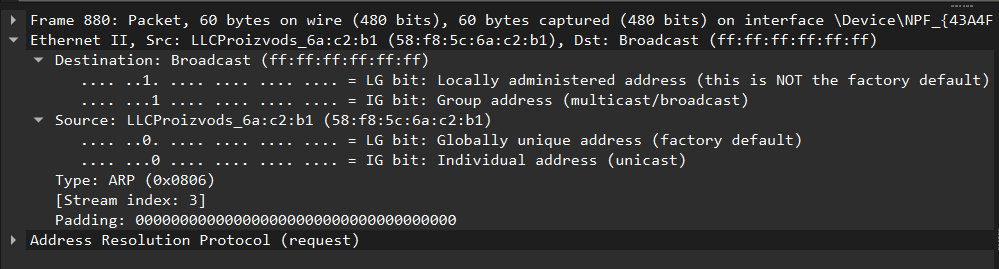 Frame 880: Packet, 60 bytes on wire (480 bits), 60 bytes captured (480 bits) on interface \Device\NPF_{43A4F
Ethernet II, Src: LLCProizvods_6a:c2:b1 (58:f8:5c:6a:c2:b1), Dst: Broadcast (ff:ff:ff:ff:ff:ff)
Destination: Broadcast (ff:ff:ff:ff:ff:ff)
.... ..1. .... .... .... .... = LG bit: Locally administered address (this is NOT the factory default)
.... ...1 .... .... .... .... = IG bit: Group address (multicast/broadcast)
Source: LLCProizvods_6a:c2:b1 (58:f8:5c:6a:c2:b1)
.... ..0. .... .... .... .... = LG bit: Globally unique address (factory default)
.... ...0 .... .... .... .... = IG bit: Individual address (unicast)
Type: ARP (0x0806)
[Stream index: 3]
Padding: 000000000000000000000000000000000000
Address Resolution Protocol (request)